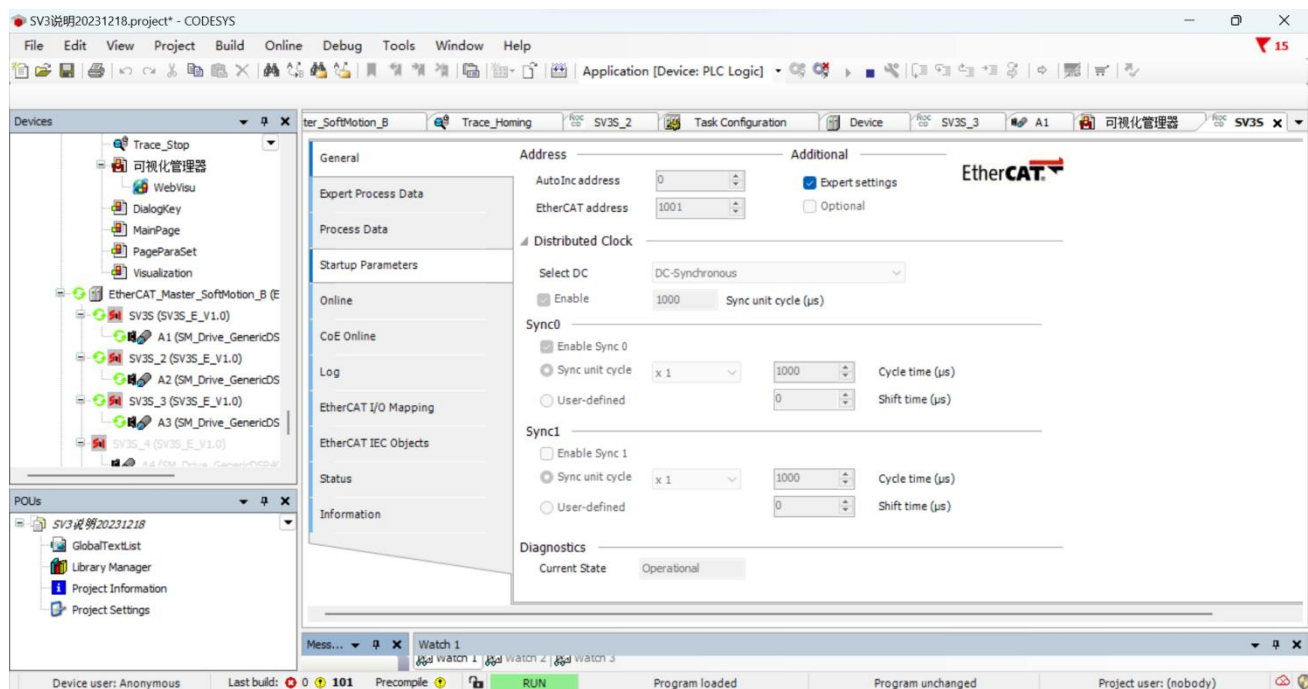 SV3说明20231218.project* - CODESYS
File Edit View Project Build Online Debug Tools Window Help
15
Application [Device: PLC Logic]
Devices
Trace_Stop
可视化管理器
WebVisu
DialogKey
MainPage
PageParaSet
Visualization
EtherCAT_Master_SoftMotion_B (E
SV3S (SV3S_E_V1.0)
A1 (SM_Drive_GenericDS
SV3S_2 (SV3S_E_V1.0)
A2 (SM_Drive_GenericDS
SV3S_3 (SV3S_E_V1.0)
A3 (SM_Drive_GenericDS
SV3S_4 (SV3S_E_V1.0)
POUs
SV3说明20231218
GlobalTextList
Library Manager
Project Information
Project Settings
ter_SoftMotion_B Trace_Homing SV3S_2 Task Configuration Device SV3S_3 A1 可视化管理器 SV3S
General
Expert Process Data
Process Data
Startup Parameters
Online
CoE Online
Log
EtherCAT I/O Mapping
EtherCAT IEC Objects
Status
Information
Address Additional
EtherCAT
AutoInc address 0 Expert settings
EtherCAT address 1001 Optional
Distributed Clock
Select DC DC-Synchronous
Enable 1000 Sync unit cycle (µs)
Sync0
Enable Sync 0
Sync unit cycle x 1 1000 Cycle time (µs)
User-defined 0 Shift time (µs)
Sync1
Enable Sync 1
Sync unit cycle x 1 1000 Cycle time (µs)
User-defined 0 Shift time (µs)
Diagnostics
Current State Operational
Mess... Watch 1
Watch 1 Watch 2 Watch 3
Device user: Anonymous Last build: 0 101 Precompile RUN Program loaded Program unchanged Project user: (nobody)